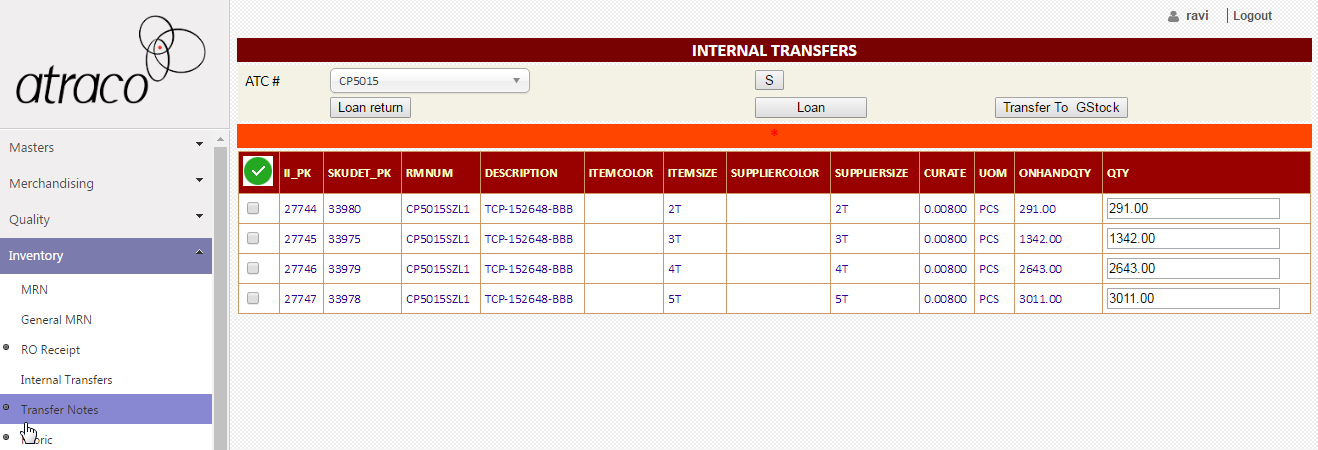 ravi Logout
atraco
INTERNAL TRANSFERS
ATC # CP5015 S
Loan return Loan Transfer To GStock
*
Masters
Merchandising
Quality
Inventory
MRN
General MRN
RO Receipt
Internal Transfers
Transfer Notes
II_PK SKUDET_PK RMNUM DESCRIPTION ITEMCOLOR ITEMSIZE SUPPLIERCOLOR SUPPLIERSIZE CURATE UOM ONHANDQTY QTY
27744 33980 CP5015SZL1 TCP-152648-BBB 2T 2T 0.00800 PCS 291.00 291.00
27745 33975 CP5015SZL1 TCP-152648-BBB 3T 3T 0.00800 PCS 1342.00 1342.00
27746 33979 CP5015SZL1 TCP-152648-BBB 4T 4T 0.00800 PCS 2643.00 2643.00
27747 33978 CP5015SZL1 TCP-152648-BBB 5T 5T 0.00800 PCS 3011.00 3011.00